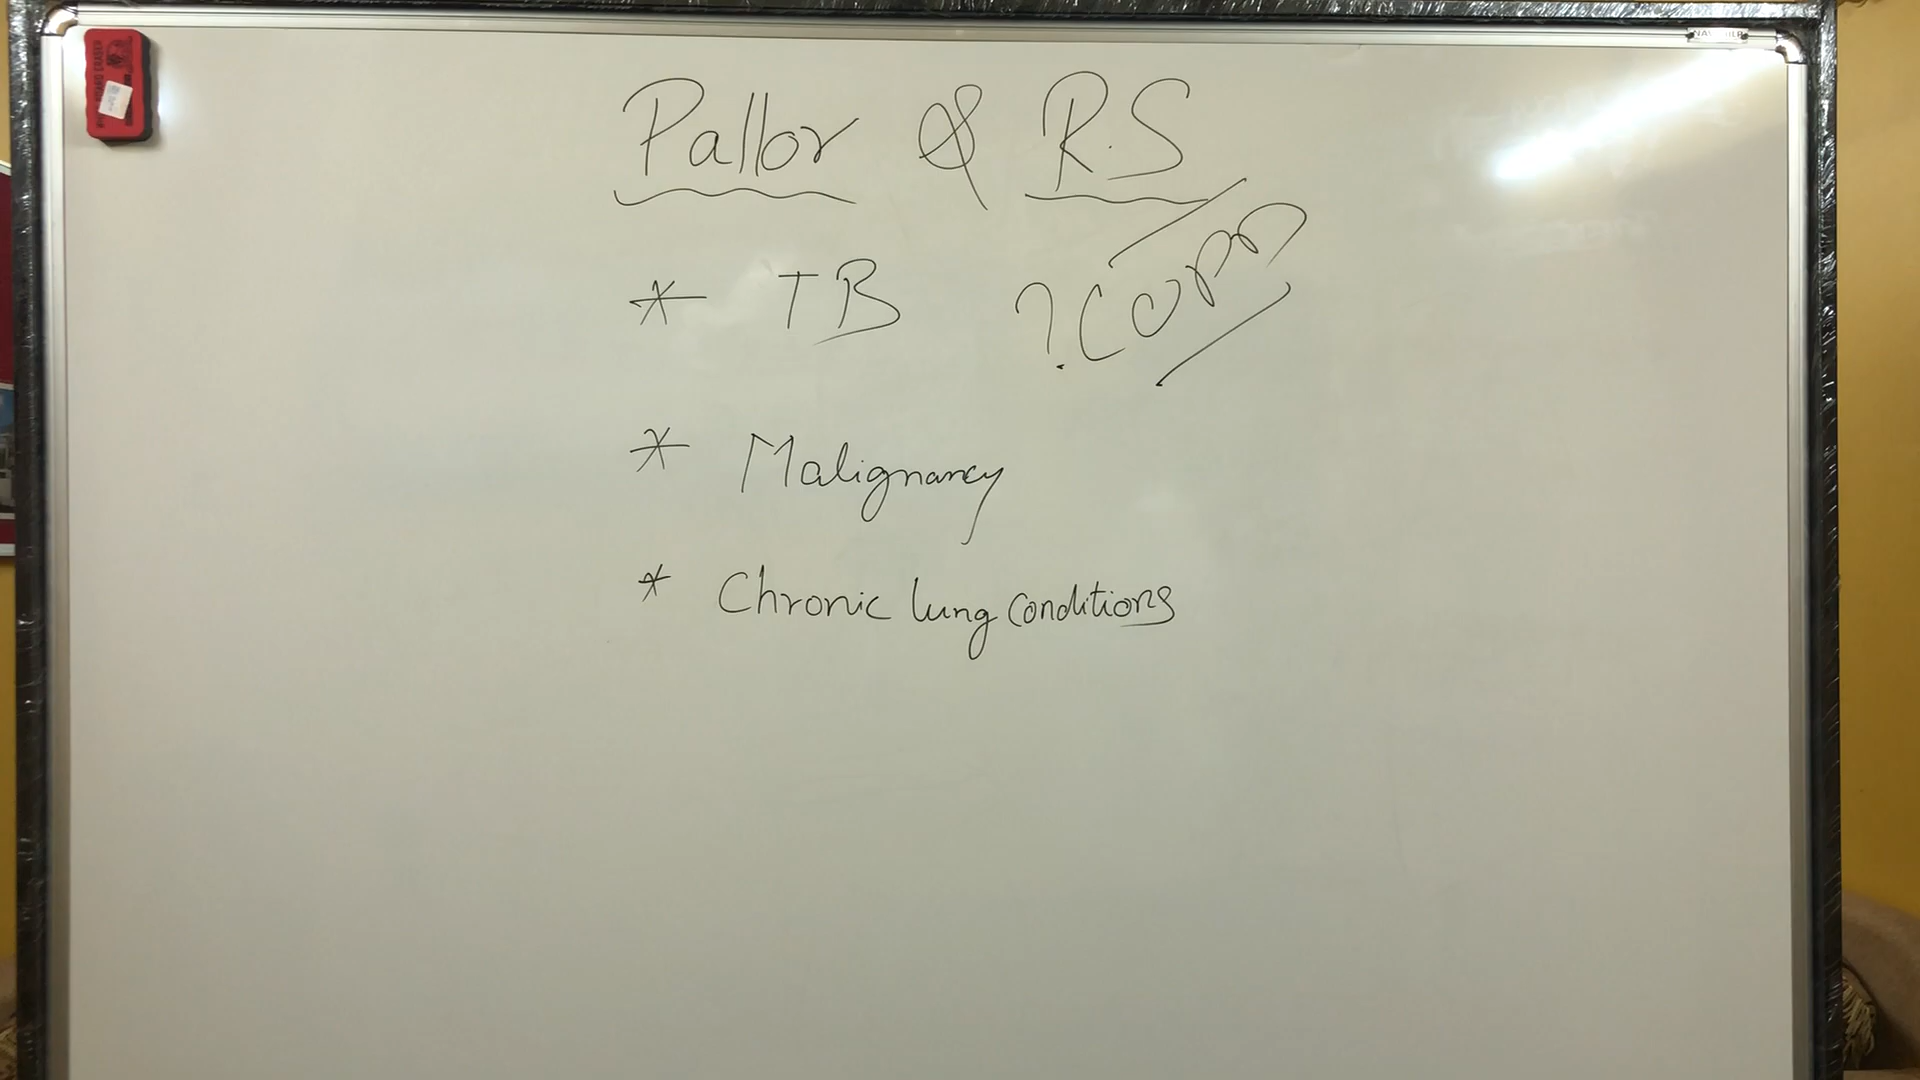 Pallor & R.S
* TB ? COPD
* Malignancy
* Chronic lung conditions